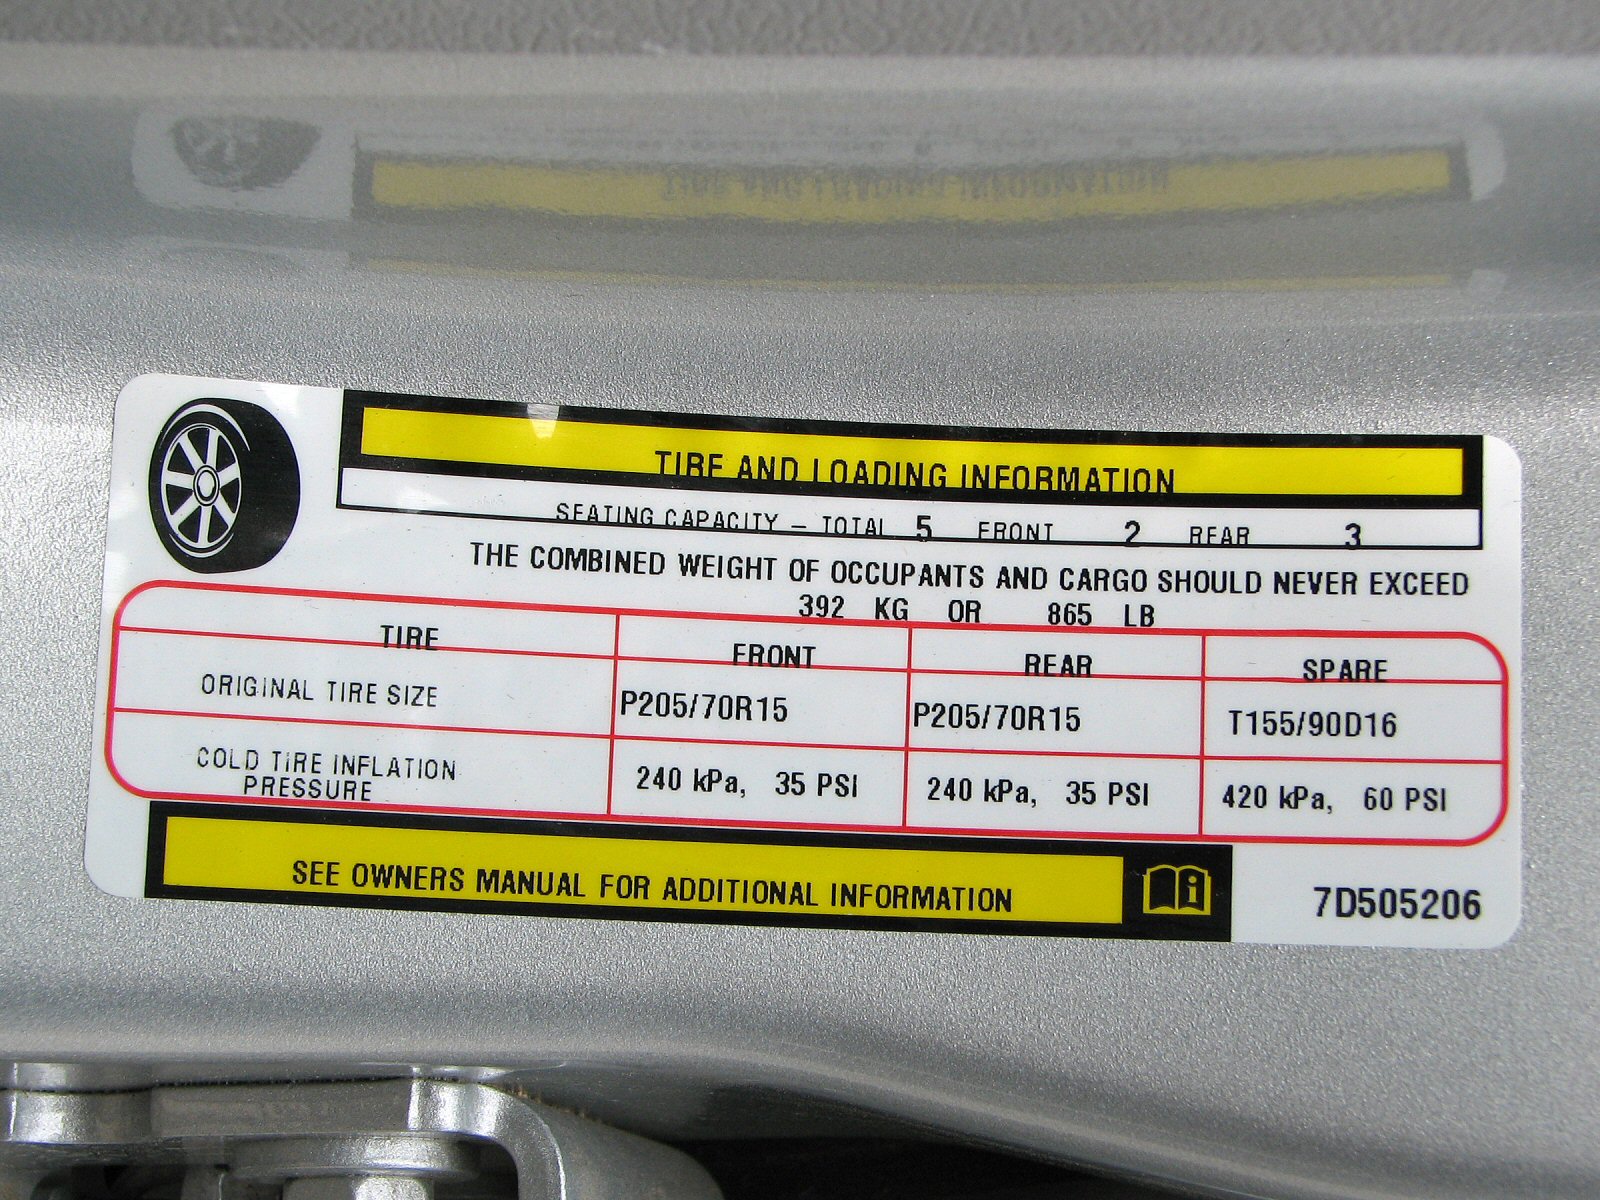 TIRE AND LOADING INFORMATION
SEATING CAPACITY – TOTAL 5 FRONT 2 REAR 3
THE COMBINED WEIGHT OF OCCUPANTS AND CARGO SHOULD NEVER EXCEED
392 KG OR 865 LB
TIRE FRONT REAR SPARE
ORIGINAL TIRE SIZE P205/70R15 P205/70R15 T155/90D16
COLD TIRE INFLATION
PRESSURE 240 kPa, 35 PSI 240 kPa, 35 PSI 420 kPa, 60 PSI
SEE OWNERS MANUAL FOR ADDITIONAL INFORMATION
7D505206